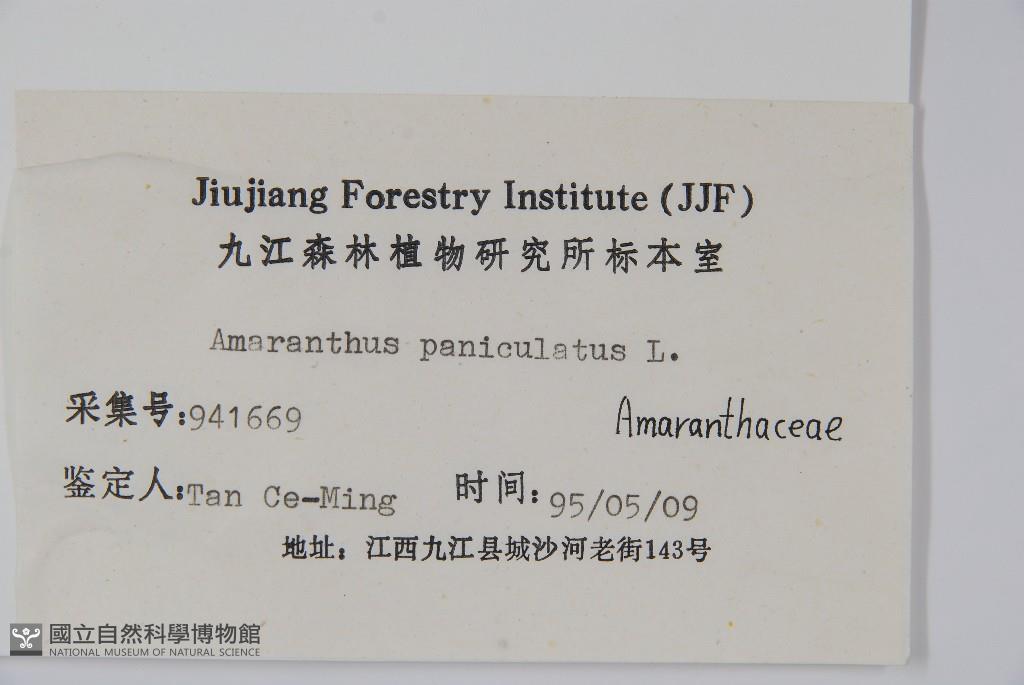 Jiujiang Forestry Institute (JJF)
九江森林植物研究所标本室
Amaranthus paniculatus L.
采集号:941669
Amaranthaceae
鉴定人:Tan Ce-Ming 时间:95/05/09
地址：江西九江县城沙河老街143号
國立自然科學博物館
NATIONAL MUSEUM OF NATURAL SCIENCE